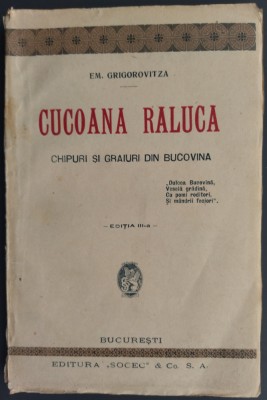 EM. GRIGOROVITZA
CUCOANA RALUCA
CHIPURI ȘI GRAIURI DIN BUCOVINA
„Dulcea Bucovină,
Veselă grădină,
Cu pomi roditori,
Și mândri feciori".
– EDIȚIA III-a –
BUCUREȘTI
EDITURA „SOCEC" & Co. S. A.